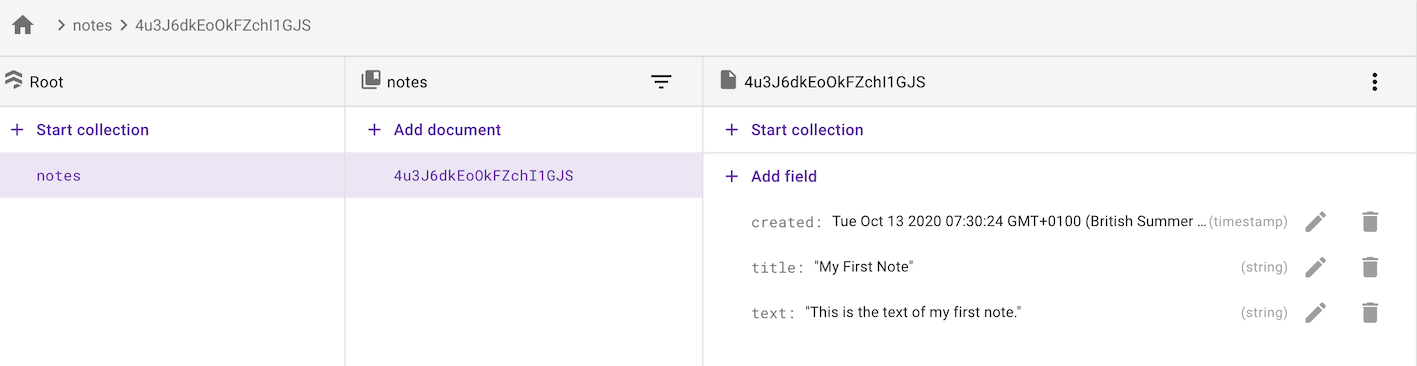 notes 4u3J6dkEoOkFZchI1GJS
Root
notes
4u3J6dkEoOkFZchI1GJS
Start collection
Add document
Start collection
notes
4u3J6dkEoOkFZchI1GJS
Add field
created: Tue Oct 13 2020 07:30:24 GMT+0100 (British Summer ... (timestamp)
title: "My First Note" (string)
text: "This is the text of my first note." (string)